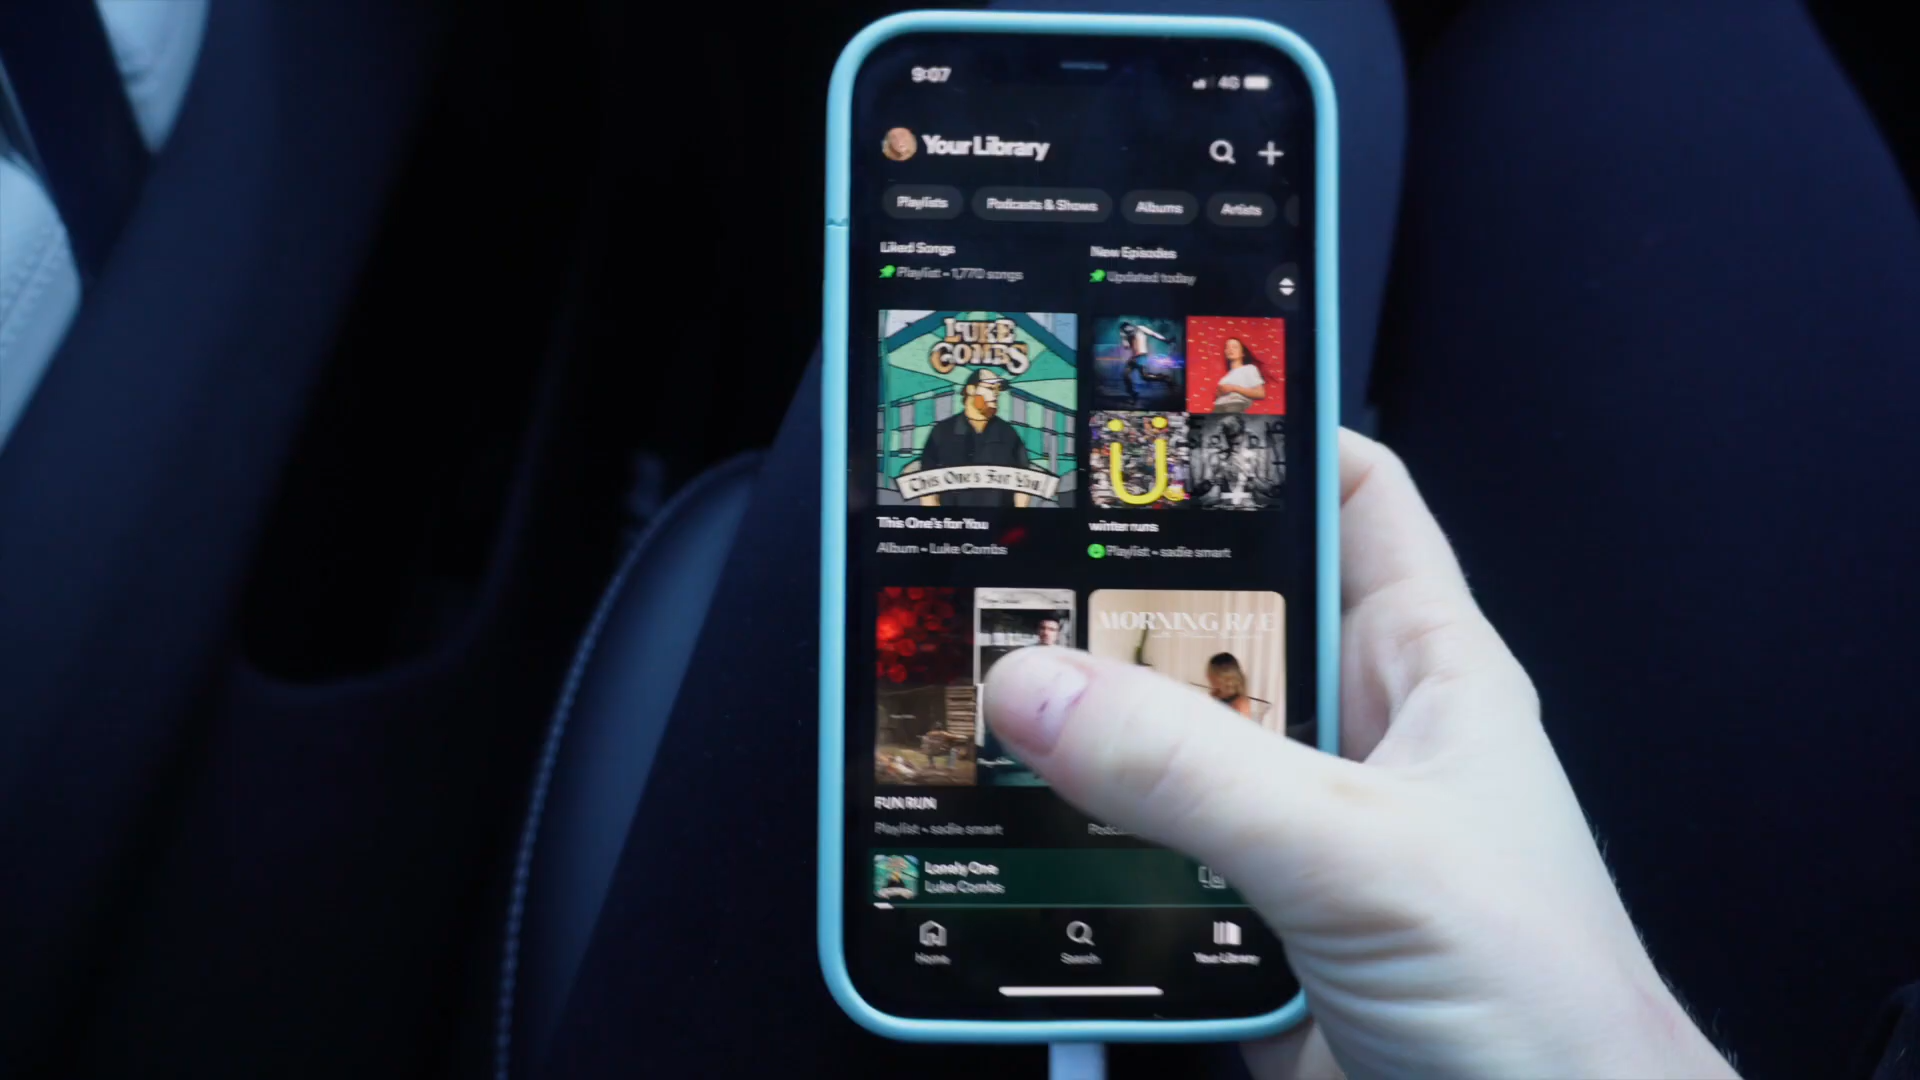 9:07
4G
Your Library
Playlists
Podcasts & Shows
Albums
Artists
Liked Songs
Playlist • 1,770 songs
New Episodes
Updated today
LUKE
COMBS
This One's For You
This One's for You
Album • Luke Combs
winter runs
Playlist • sadie smart
MORNING
FUN RUN
Playlist • sadie smart
Lonely One
Luke Combs
Home
Search
Your Library